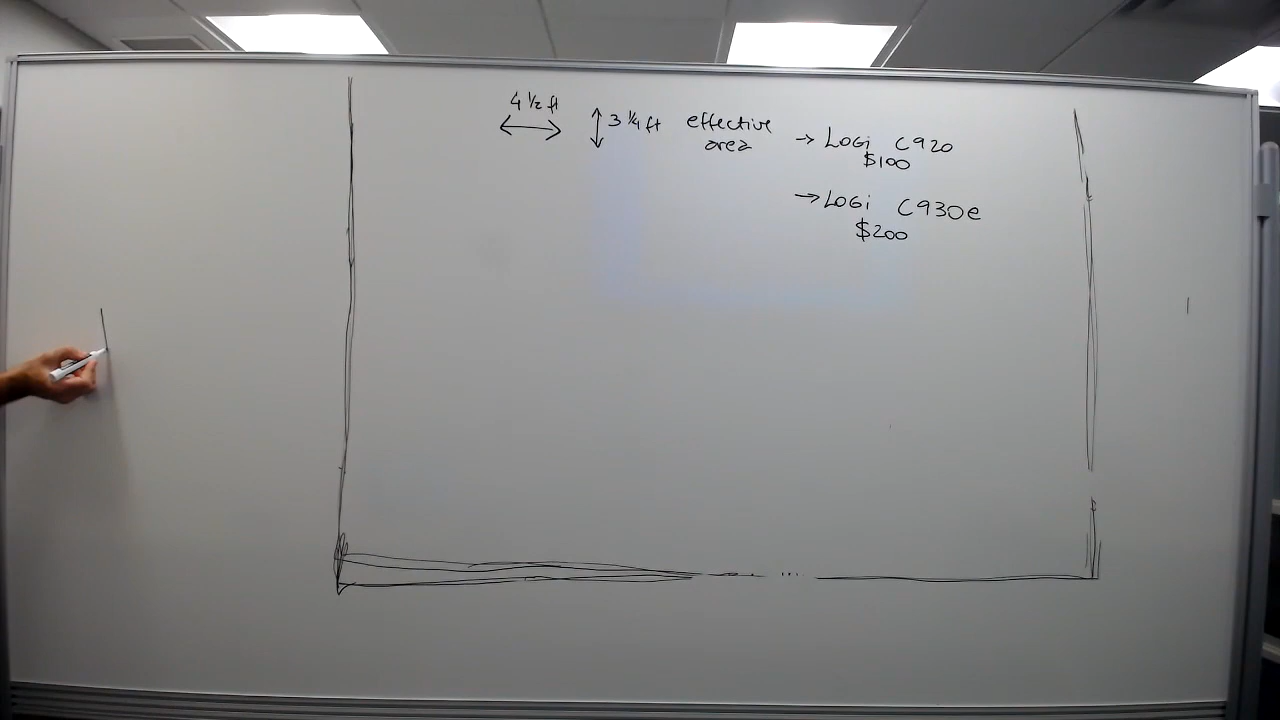 4 1/2 ft
3 1/4 ft effective area
→ LOGi C920
$100
→ LOGi C930e
$200